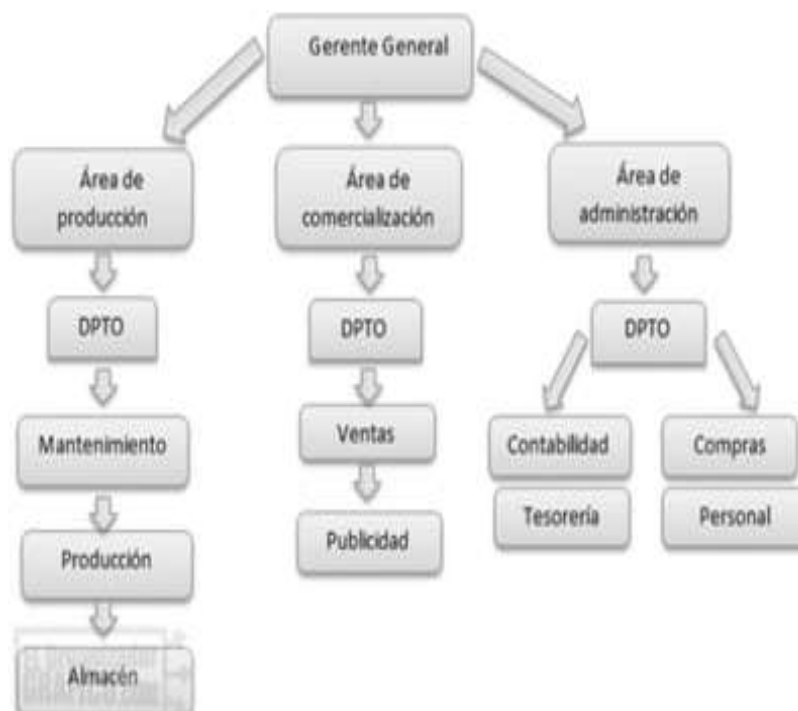 Gerente General
Área de
producción
Área de
comercialización
Área de
administración
DPTO
DPTO
DPTO
Mantenimiento
Ventas
Contabilidad
Compras
Tesorería
Personal
Producción
Publicidad
Almacén